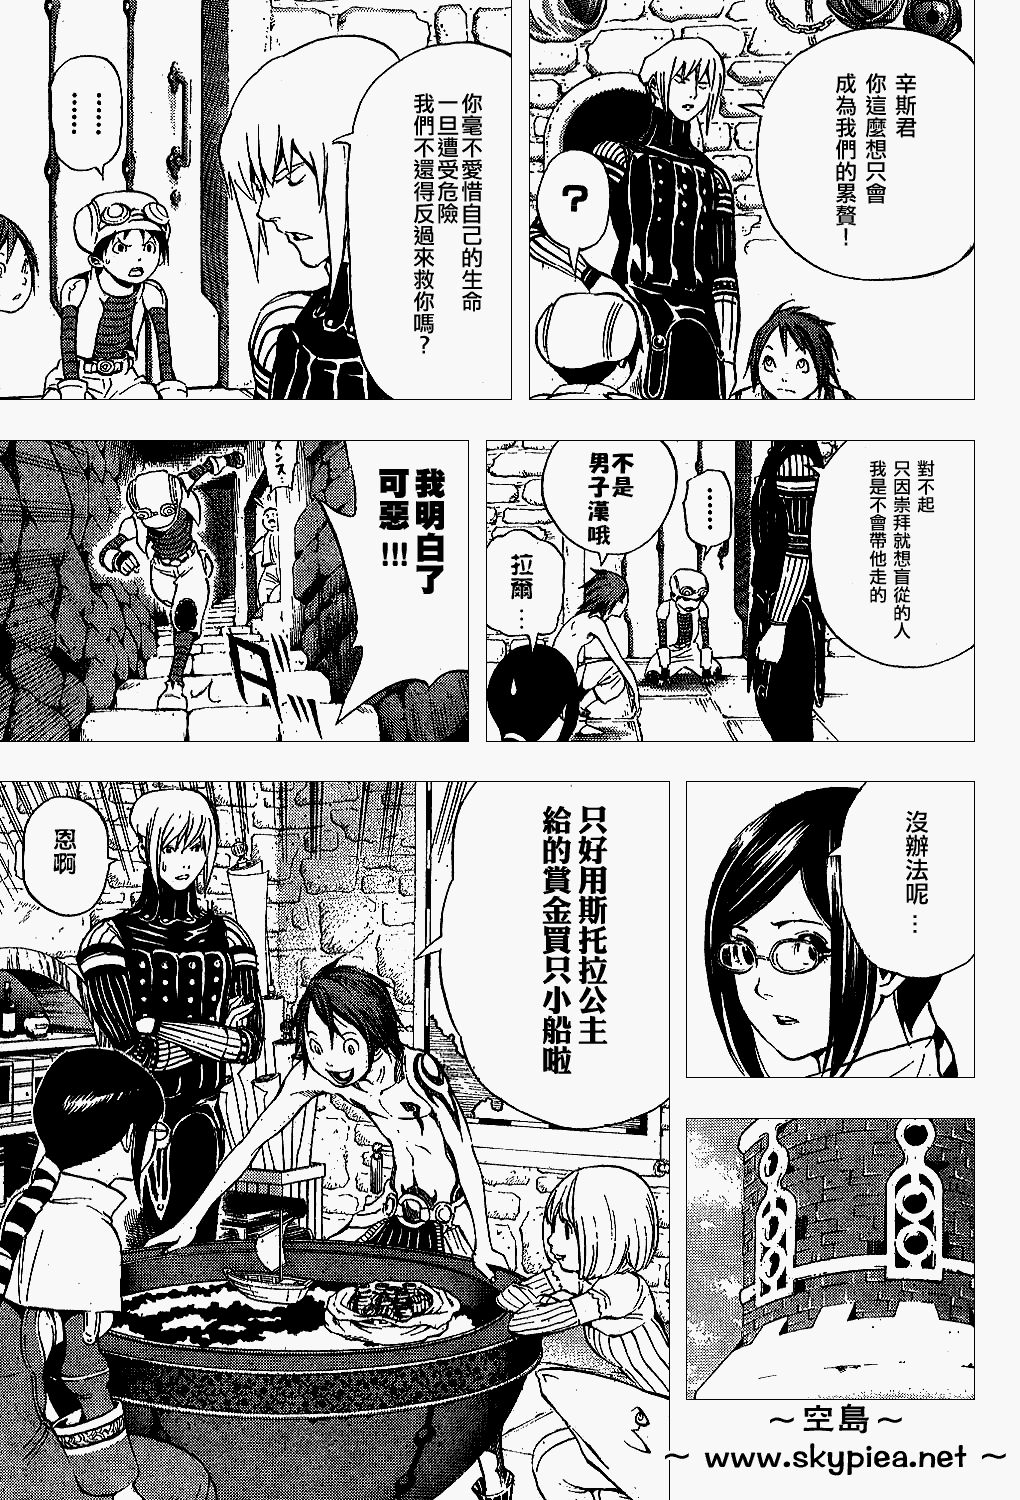 辛斯君
你這麼想只會
成為我們的累贅！
？
你毫不愛惜自己的生命
一旦遭受危險
我們不還得反過來救你嗎？
……
對不起
只因崇拜就想盲從的人
我是不會帶他走的
……
不是
男子漢哦
拉爾…
我明白了
可惡!!!
沒辦法呢…
只好用斯托拉公主
給的賞金買只小船啦
恩啊
～空島～
～ www.skypiea.net ～